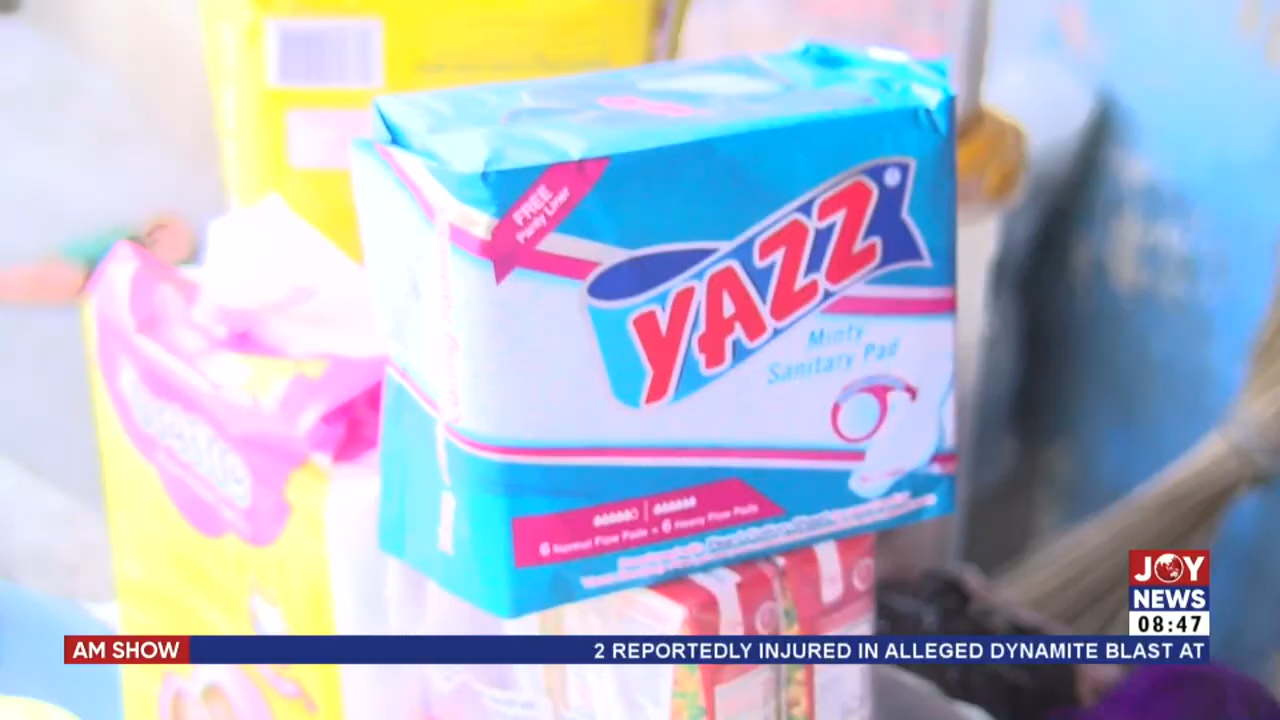 FREE
Panty Liner
YAZZ
Minty
Sanitary Pad
6 Normal Flow Pads + 6 Heavy Flow Pads
JOY
NEWS
08:47
AM SHOW
2 REPORTEDLY INJURED IN ALLEGED DYNAMITE BLAST AT